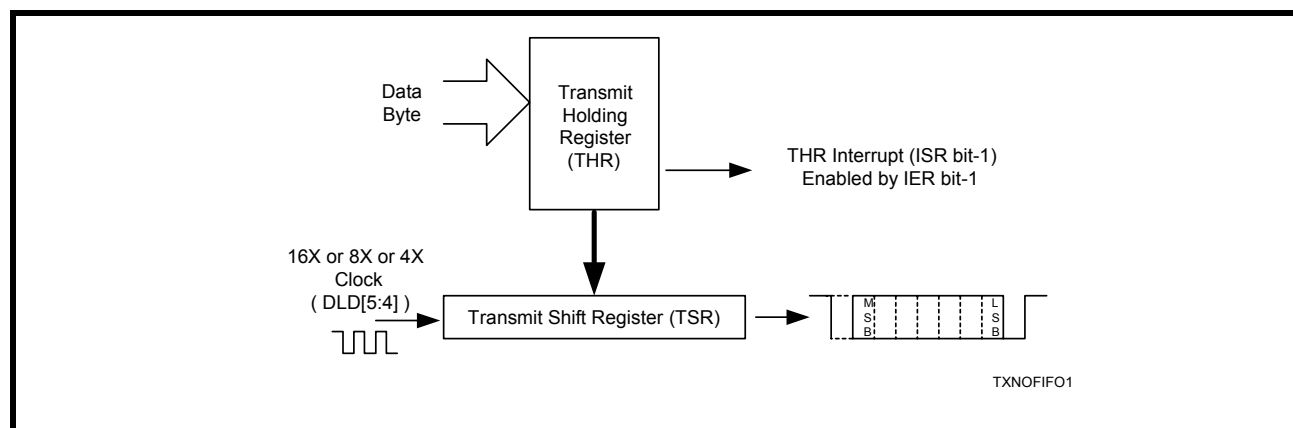 Data
Byte
Transmit
Holding
Register
(THR)
THR Interrupt (ISR bit-1)
Enabled by IER bit-1
16X or 8X or 4X
Clock
( DLD[5:4] )
Transmit Shift Register (TSR)
M
S
B
L
S
B
TXNOFIFO1